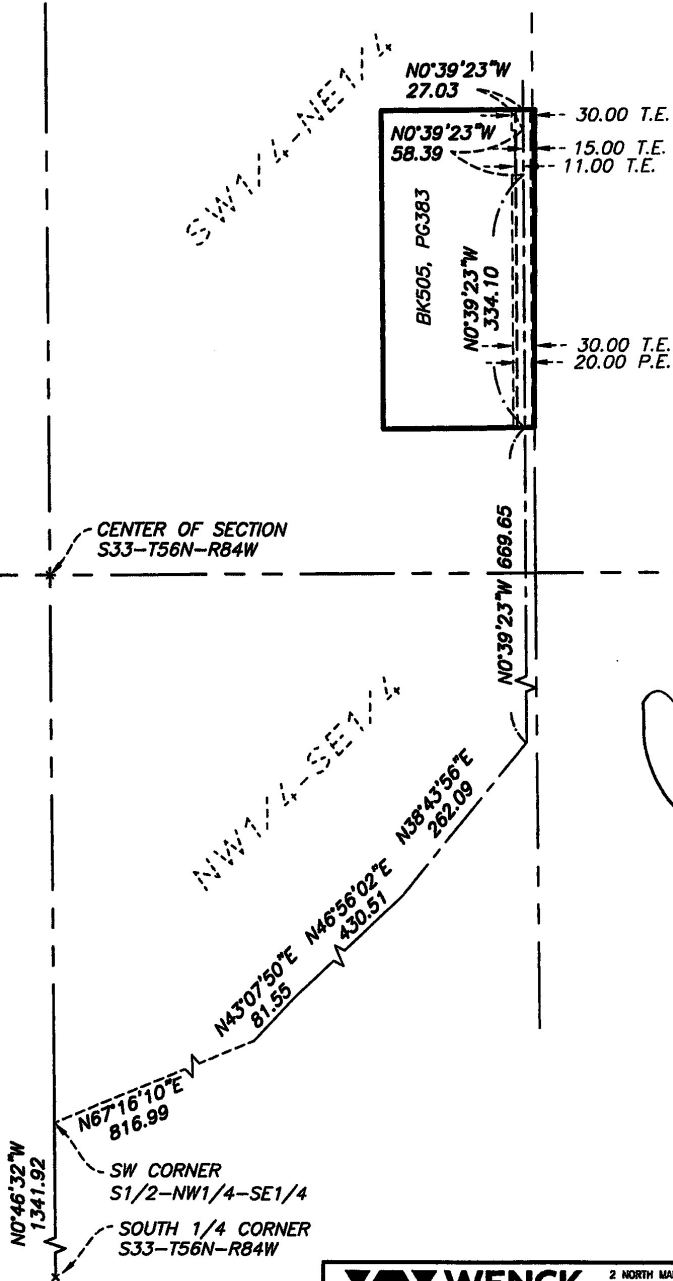 SW1/4-NE1/4
N0°39'23"W
27.03
30.00 T.E.
N0°39'23"W
58.39
15.00 T.E.
11.00 T.E.
BK505, PG383
N0°39'23"W
334.10
30.00 T.E.
20.00 P.E.
CENTER OF SECTION
S33-T56N-R84W
N0°39'23"W 669.65
NW1/4-SE1/4
N38°43'56"E
262.09
N46°56'02"E
430.51
N43°07'50"E
81.55
N67°16'10"E
816.99
SW CORNER
S1/2-NW1/4-SE1/4
N0°46'32"W
1341.92
SOUTH 1/4 CORNER
S33-T56N-R84W
WENCK
2 NORTH